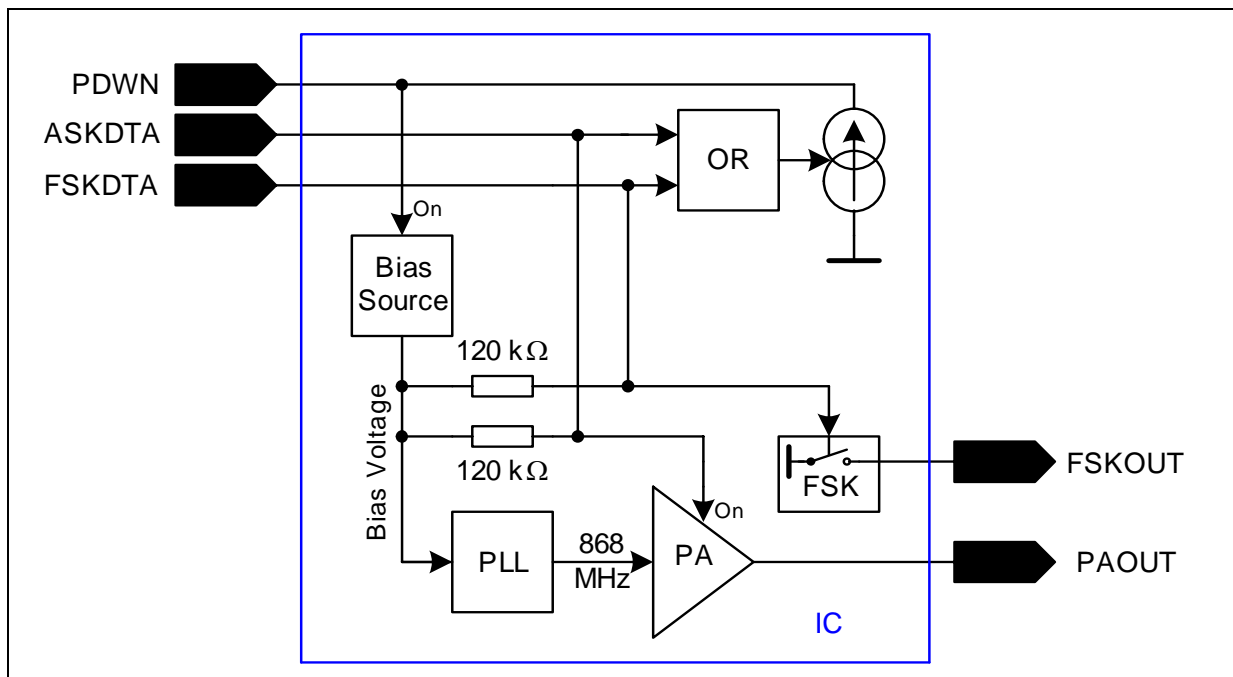 PDWN
ASKDTA
FSKDTA
OR
On
Bias
Source
120 kΩ
Bias Voltage
120 kΩ
FSK
FSKOUT
On
PLL
868
MHz
PA
PAOUT
IC